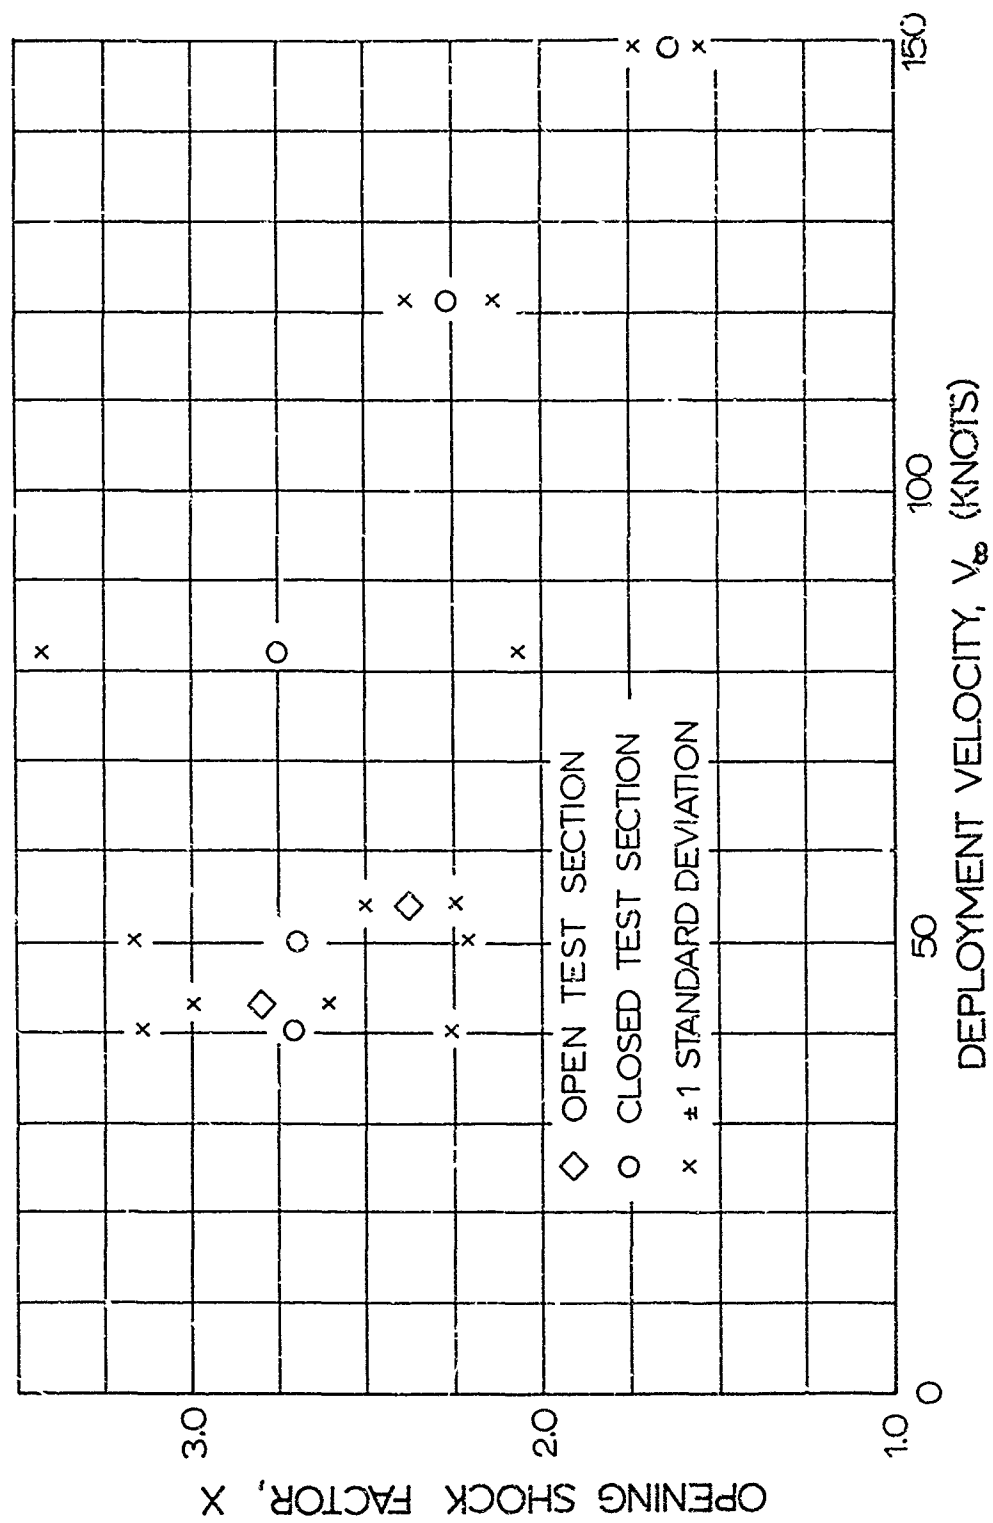 OPENING SHOCK FACTOR, X
3.0
2.0
1.0
◇ OPEN TEST SECTION
○ CLOSED TEST SECTION
x ± 1 STANDARD DEVIATION
0
50
100
150
DEPLOYMENT VELOCITY, V∞ (KNOTS)